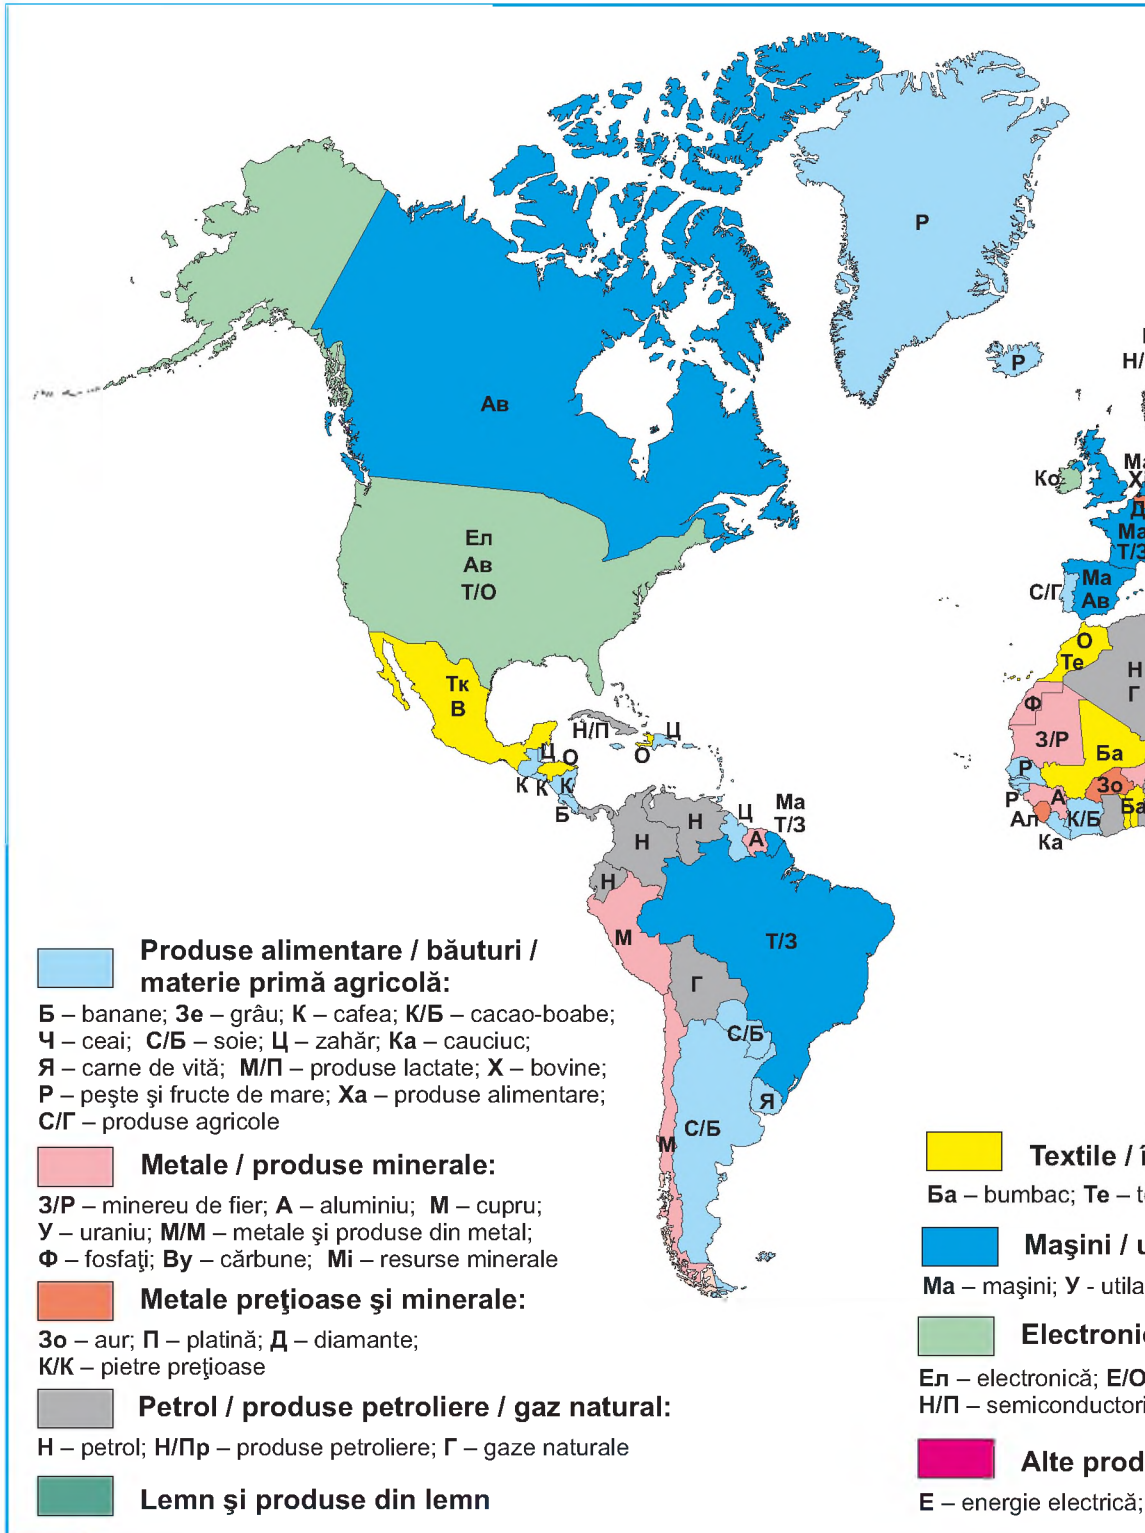 Р
Р
Н/
Ав
Ма
Ко
Х
Д
Ма
Т/З
Ел
Ав
Т/О
С/Г
Ма
Ав
О
Те
Н
Г
Тк
В
Ф
З/Р
Н/П
Ц
О
Ц
О
Ба
К
К
К
Р
Зо
Б
Р
А
Ал
К/Б
Ба
Ка
Ма
Т/З
Ц
Н
Н
А
Н
М
Т/З
Г
С/Б
Я
С/Б
М
Produse alimentare / băuturi /
materie primă agricolă:
Б – banane; Зе – grâu; К – cafea; К/Б – cacao-boabe;
Ч – ceai; С/Б – soie; Ц – zahăr; Ка – cauciuc;
Я – carne de vită; М/П – produse lactate; Х – bovine;
Р – peşte şi fructe de mare; Ха – produse alimentare;
С/Г – produse agricole
Metale / produse minerale:
З/Р – minereu de fier; А – aluminiu; М – cupru;
У – uraniu; М/М – metale şi produse din metal;
Ф – fosfaţi; Ву – cărbune; Мi – resurse minerale
Metale preţioase şi minerale:
Зо – aur; П – platină; Д – diamante;
К/К – pietre preţioase
Petrol / produse petroliere / gaz natural:
Н – petrol; Н/Пр – produse petroliere; Г – gaze naturale
Lemn şi produse din lemn
Textile / î
Ба – bumbac; Те – t
Maşini / u
Ма – maşini; У - utila
Electroni
Ел – electronică; Е/О
Н/П – semiconductori
Alte prod
Е – energie electrică;